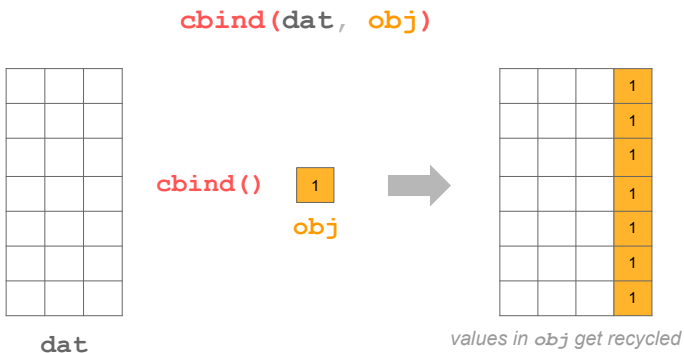 cbind(dat, obj)
1
1
1
cbind() 1 1
obj 1
1
1
dat
values in obj get recycled